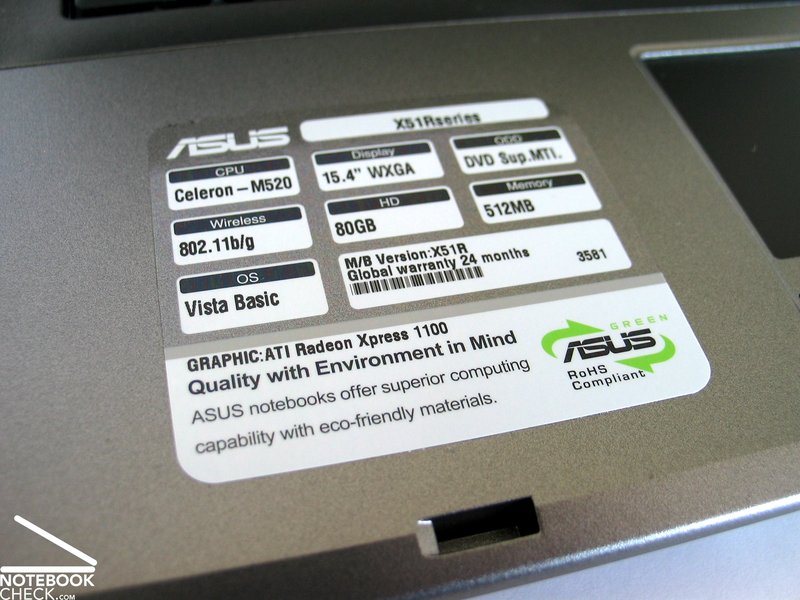 ASUS
X51Rseries
CPU
Celeron-M520
Display
15.4" WXGA
ODD
DVD Sup.MTI.
Wireless
802.11b/g
HD
80GB
Memory
512MB
OS
Vista Basic
M/B Version:X51R
Global warranty 24 months
3581
GRAPHIC:ATI Radeon Xpress 1100
Quality with Environment in Mind
ASUS notebooks offer superior computing
capability with eco-friendly materials.
GREEN
ASUS
RoHS
Compliant
NOTEBOOK
CHECK.COM